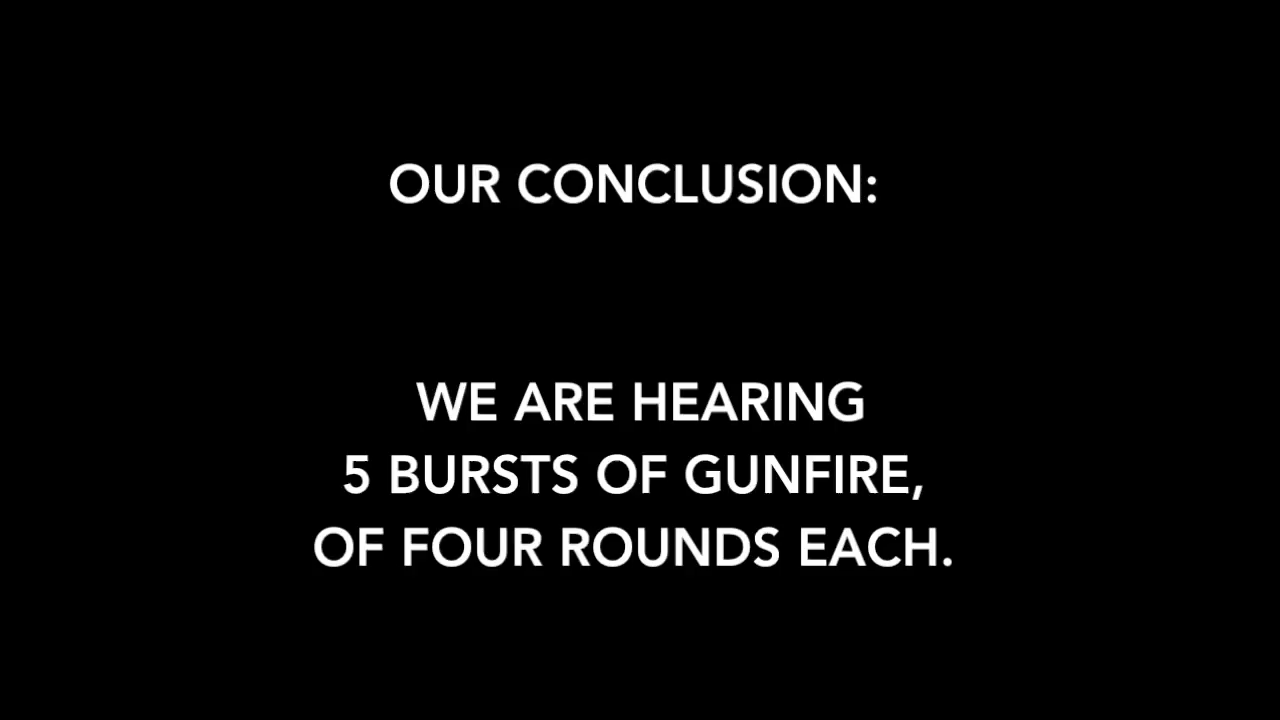 OUR CONCLUSION:
WE ARE HEARING
5 BURSTS OF GUNFIRE,
OF FOUR ROUNDS EACH.